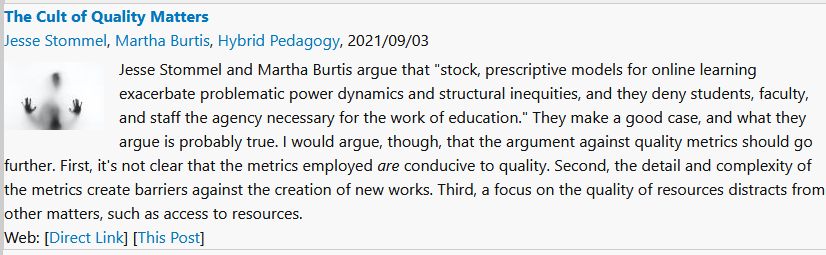 The Cult of Quality Matters
Jesse Stommel, Martha Burtis, Hybrid Pedagogy, 2021/09/03
Jesse Stommel and Martha Burtis argue that "stock, prescriptive models for online learning
exacerbate problematic power dynamics and structural inequities, and they deny students, faculty,
and staff the agency necessary for the work of education." They make a good case, and what they
argue is probably true. I would argue, though, that the argument against quality metrics should go
further. First, it's not clear that the metrics employed are conducive to quality. Second, the detail and complexity of
the metrics create barriers against the creation of new works. Third, a focus on the quality of resources distracts from
other matters, such as access to resources.
Web: [Direct Link] [This Post]